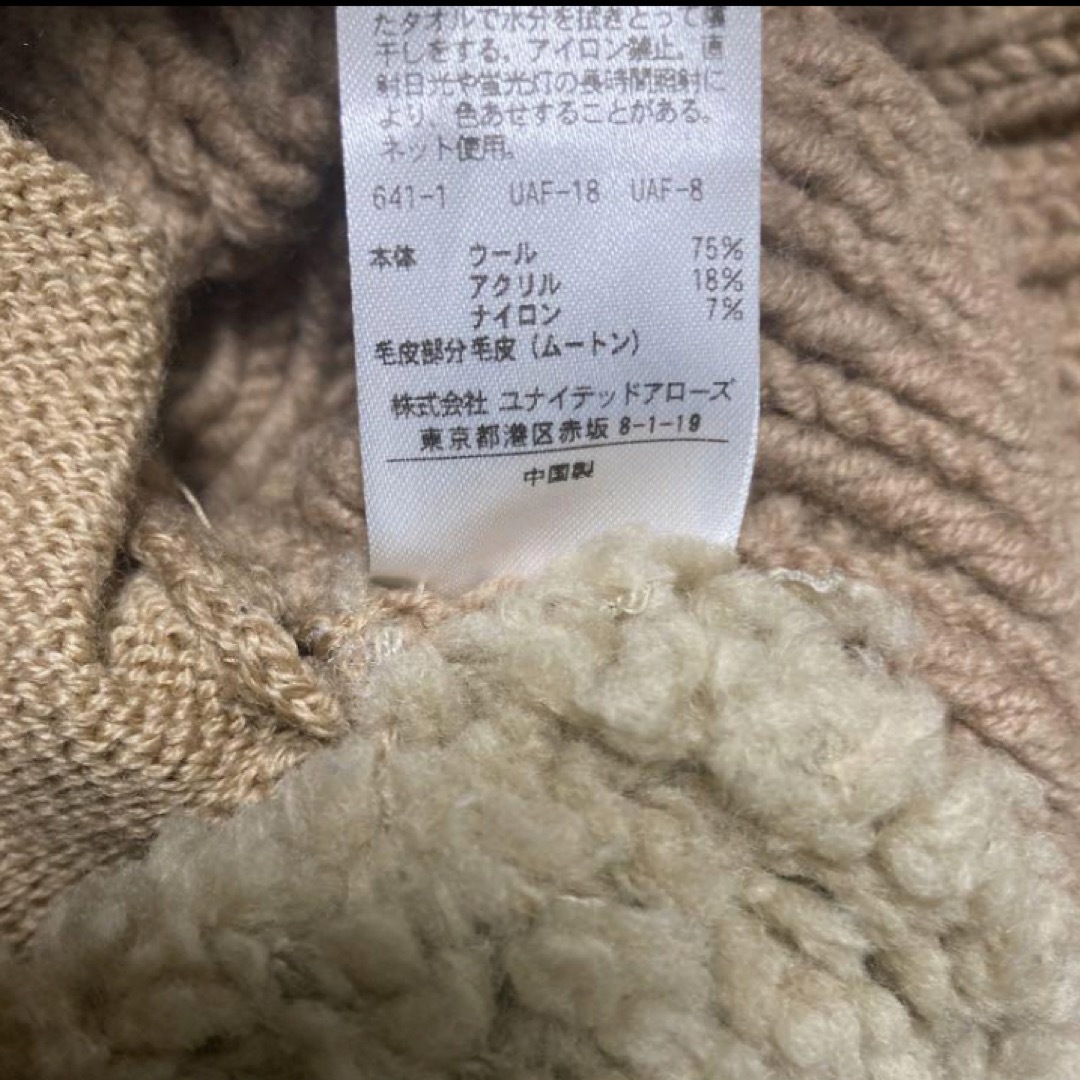 たタオルで水分を拭きとって陰
干しをする。アイロン禁止。直
射日光や蛍光灯の長時間照射に
より、色あせすることがある。
ネット使用。
641-1 UAF-18 UAF-8
本体 ウール 75%
アクリル 18%
ナイロン 7%
毛皮部分毛皮(ムートン)
株式会社 ユナイテッドアローズ
東京都港区赤坂 8-1-19
中国製